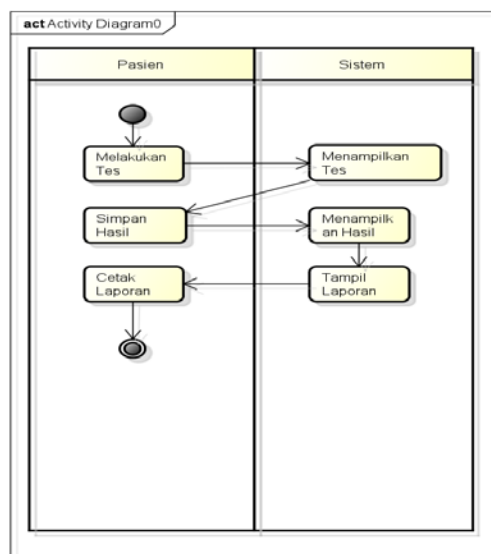 act Activity Diagram0
Pasien
Sistem
Melakukan
Tes
Menampilkan
Tes
Simpan
Hasil
Menampilk
an Hasil
Cetak
Laporan
Tampil
Laporan